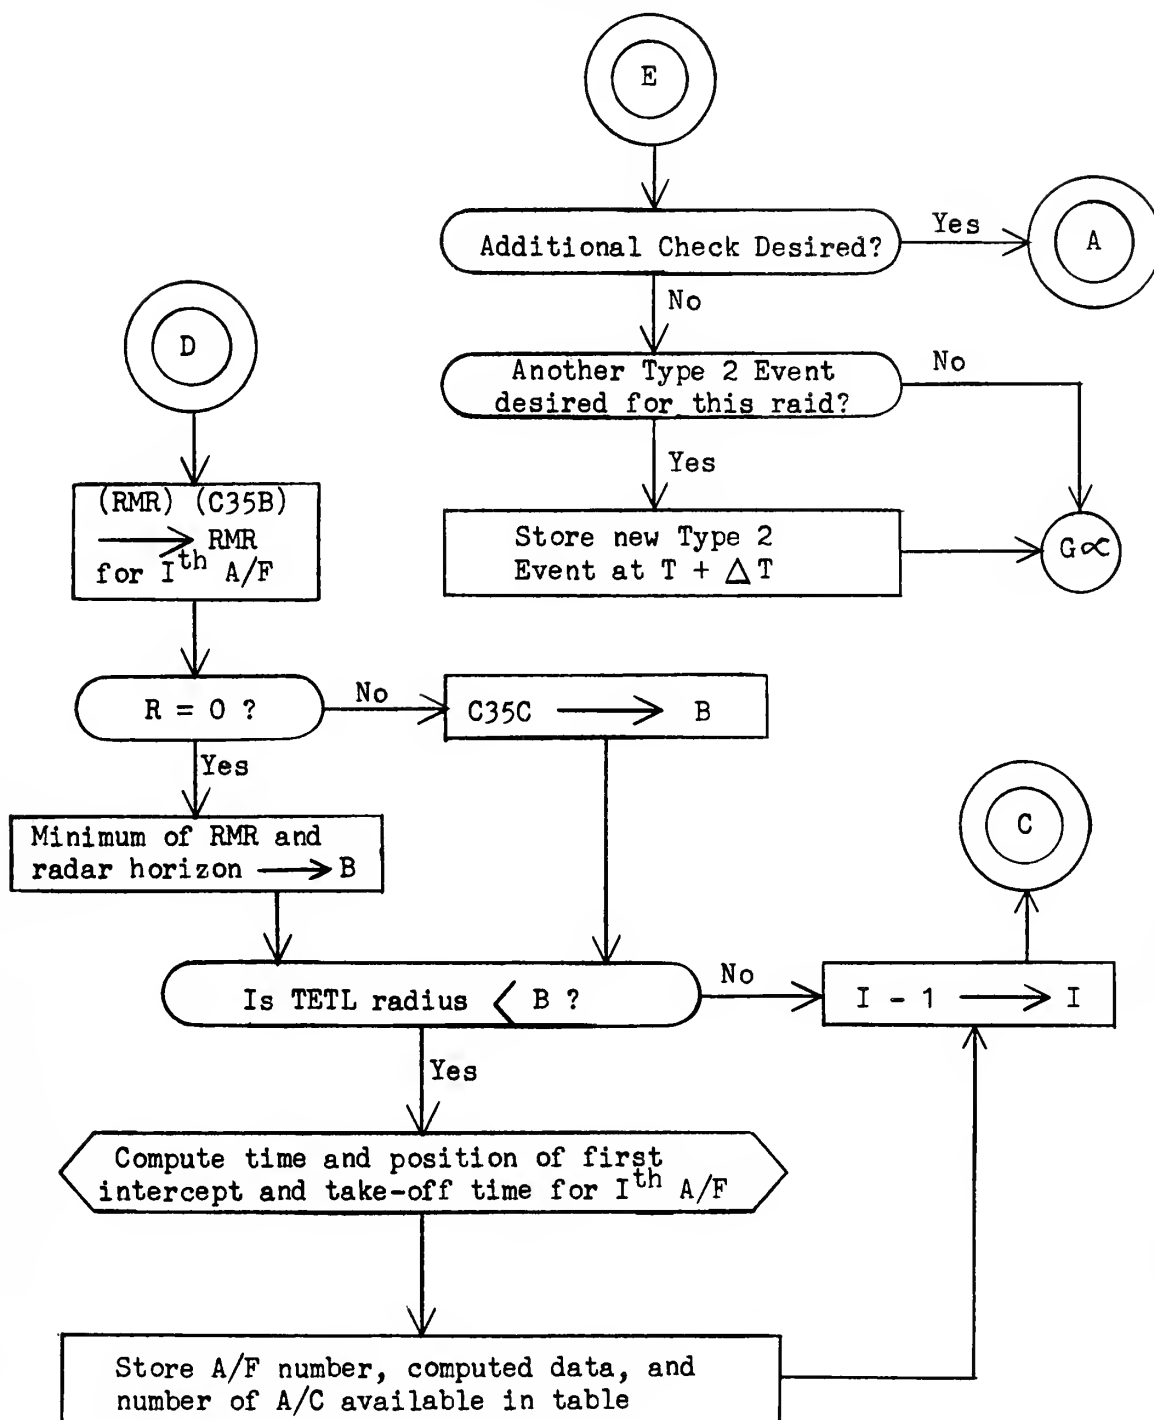 E
Additional Check Desired?
Yes
A
No
Another Type 2 Event
desired for this raid?
No
Yes
Store new Type 2
Event at T + △ T
G∝
D
(RMR) (C35B)
⟶ RMR
for Iᵗʰ A/F
R = 0 ?
No
C35C ⟶ B
Yes
Minimum of RMR and
radar horizon ⟶ B
C
Is TETL radius < B ?
No
I - 1 ⟶ I
Yes
Compute time and position of first
intercept and take-off time for Iᵗʰ A/F
Store A/F number, computed data, and
number of A/C available in table